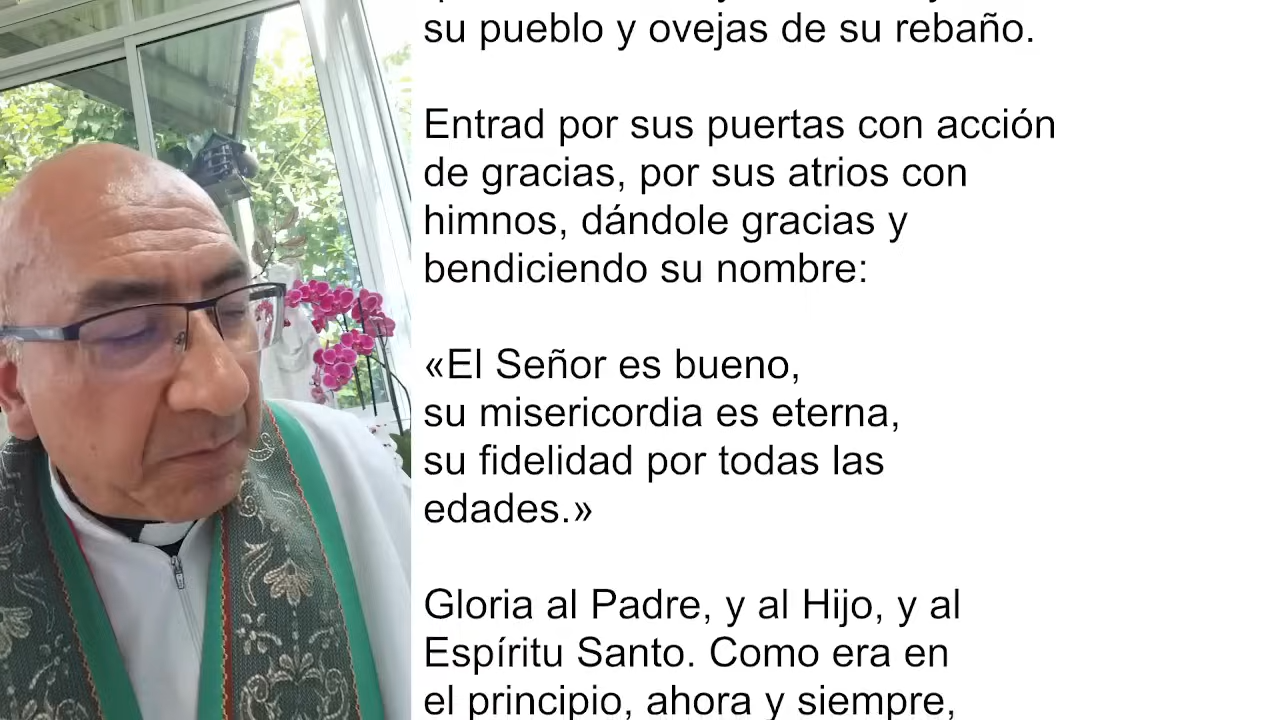 su pueblo y ovejas de su rebaño.
Entrad por sus puertas con acción
de gracias, por sus atrios con
himnos, dándole gracias y
bendiciendo su nombre:
«El Señor es bueno,
su misericordia es eterna,
su fidelidad por todas las
edades.»
Gloria al Padre, y al Hijo, y al
Espíritu Santo. Como era en
el principio, ahora y siempre,